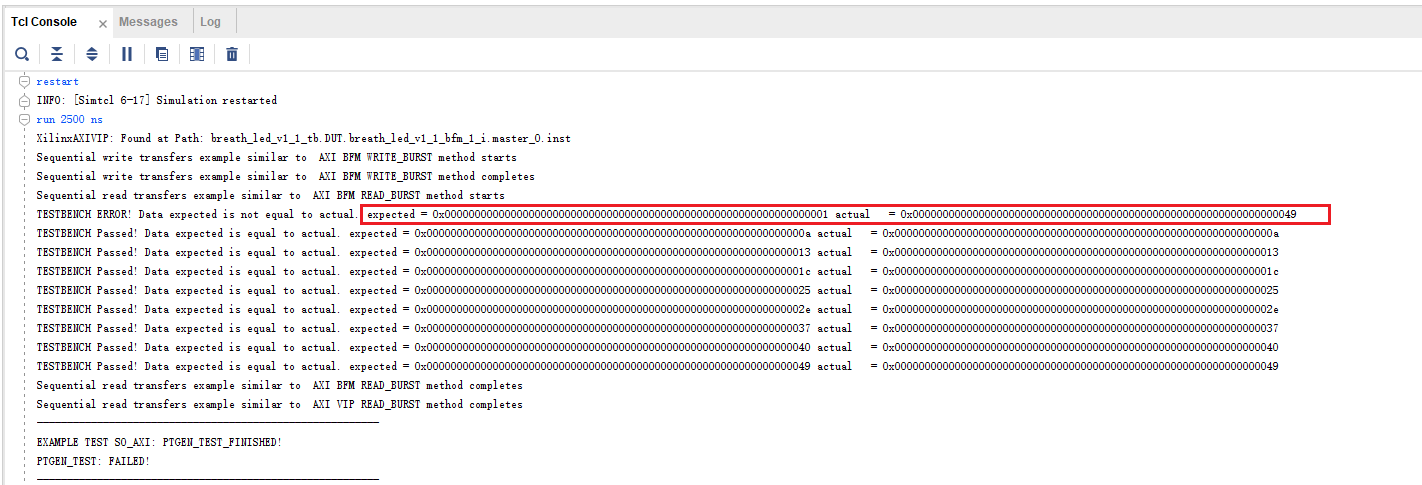 Tcl Console × Messages Log
restart
INFO: [Simtcl 6-17] Simulation restarted
run 2500 ns
XilinxAXIVIP: Found at Path: breath_led_v1_1_tb.DUT.breath_led_v1_1_bfm_1_i.master_0.inst
Sequential write transfers example similar to  AXI BFM WRITE_BURST method starts
Sequential write transfers example similar to  AXI BFM WRITE_BURST method completes
Sequential read transfers example similar to  AXI BFM READ_BURST method starts
TESTBENCH ERROR! Data expected is not equal to actual. expected = 0x0000000000000000000000000000000000000000000000000000000000000001 actual   = 0x0000000000000000000000000000000000000000000000000000000000000049
TESTBENCH Passed! Data expected is equal to actual. expected = 0x000000000000000000000000000000000000000000000000000000000000000a actual   = 0x000000000000000000000000000000000000000000000000000000000000000a
TESTBENCH Passed! Data expected is equal to actual. expected = 0x0000000000000000000000000000000000000000000000000000000000000013 actual   = 0x0000000000000000000000000000000000000000000000000000000000000013
TESTBENCH Passed! Data expected is equal to actual. expected = 0x000000000000000000000000000000000000000000000000000000000000001c actual   = 0x000000000000000000000000000000000000000000000000000000000000001c
TESTBENCH Passed! Data expected is equal to actual. expected = 0x0000000000000000000000000000000000000000000000000000000000000025 actual   = 0x0000000000000000000000000000000000000000000000000000000000000025
TESTBENCH Passed! Data expected is equal to actual. expected = 0x000000000000000000000000000000000000000000000000000000000000002e actual   = 0x000000000000000000000000000000000000000000000000000000000000002e
TESTBENCH Passed! Data expected is equal to actual. expected = 0x0000000000000000000000000000000000000000000000000000000000000037 actual   = 0x0000000000000000000000000000000000000000000000000000000000000037
TESTBENCH Passed! Data expected is equal to actual. expected = 0x0000000000000000000000000000000000000000000000000000000000000040 actual   = 0x0000000000000000000000000000000000000000000000000000000000000040
TESTBENCH Passed! Data expected is equal to actual. expected = 0x0000000000000000000000000000000000000000000000000000000000000049 actual   = 0x0000000000000000000000000000000000000000000000000000000000000049
Sequential read transfers example similar to  AXI BFM READ_BURST method completes
Sequential read transfers example similar to  AXI VIP READ_BURST method completes
---------------------------------------------------------
EXAMPLE TEST S0_AXI: PTGEN_TEST_FINISHED!
PTGEN_TEST: FAILED!
---------------------------------------------------------